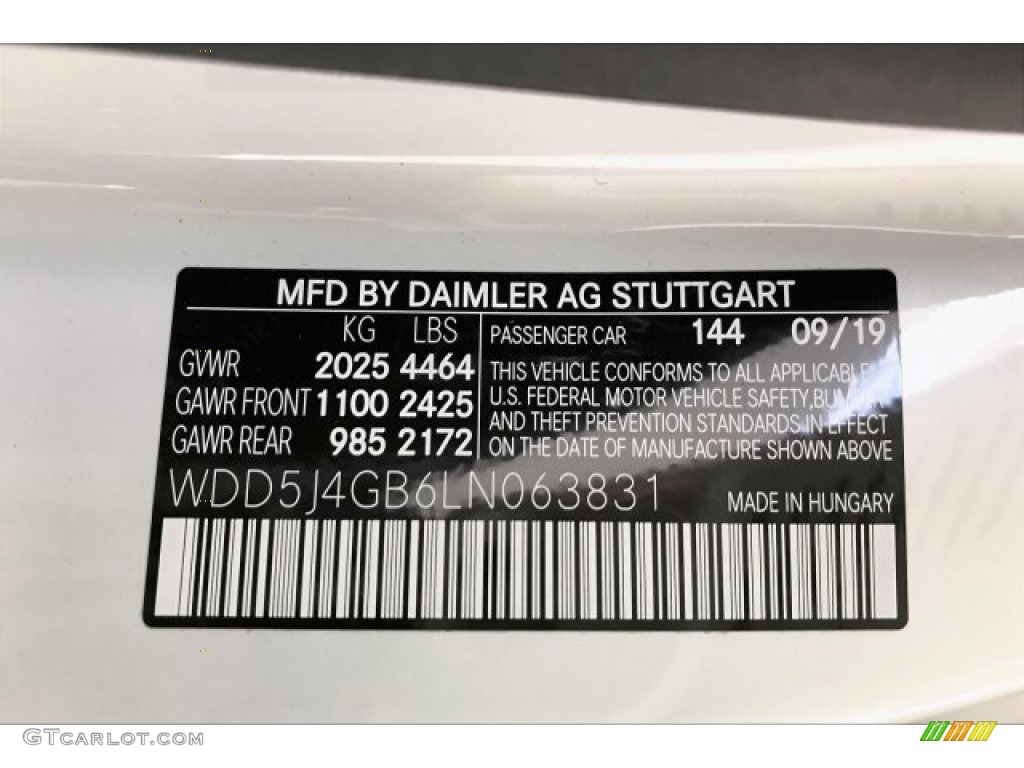 MFD BY DAIMLER AG STUTTGART
KG LBS
GVWR 2025 4464
GAWR FRONT 1100 2425
GAWR REAR 985 2172
PASSENGER CAR 144 09/19
THIS VEHICLE CONFORMS TO ALL APPLICABLE
U.S. FEDERAL MOTOR VEHICLE SAFETY,
AND THEFT PREVENTION STANDARDS IN EFFECT
ON THE DATE OF MANUFACTURE SHOWN ABOVE
WDD5J4GB6LN063831
MADE IN HUNGARY
GTCARLOT.COM